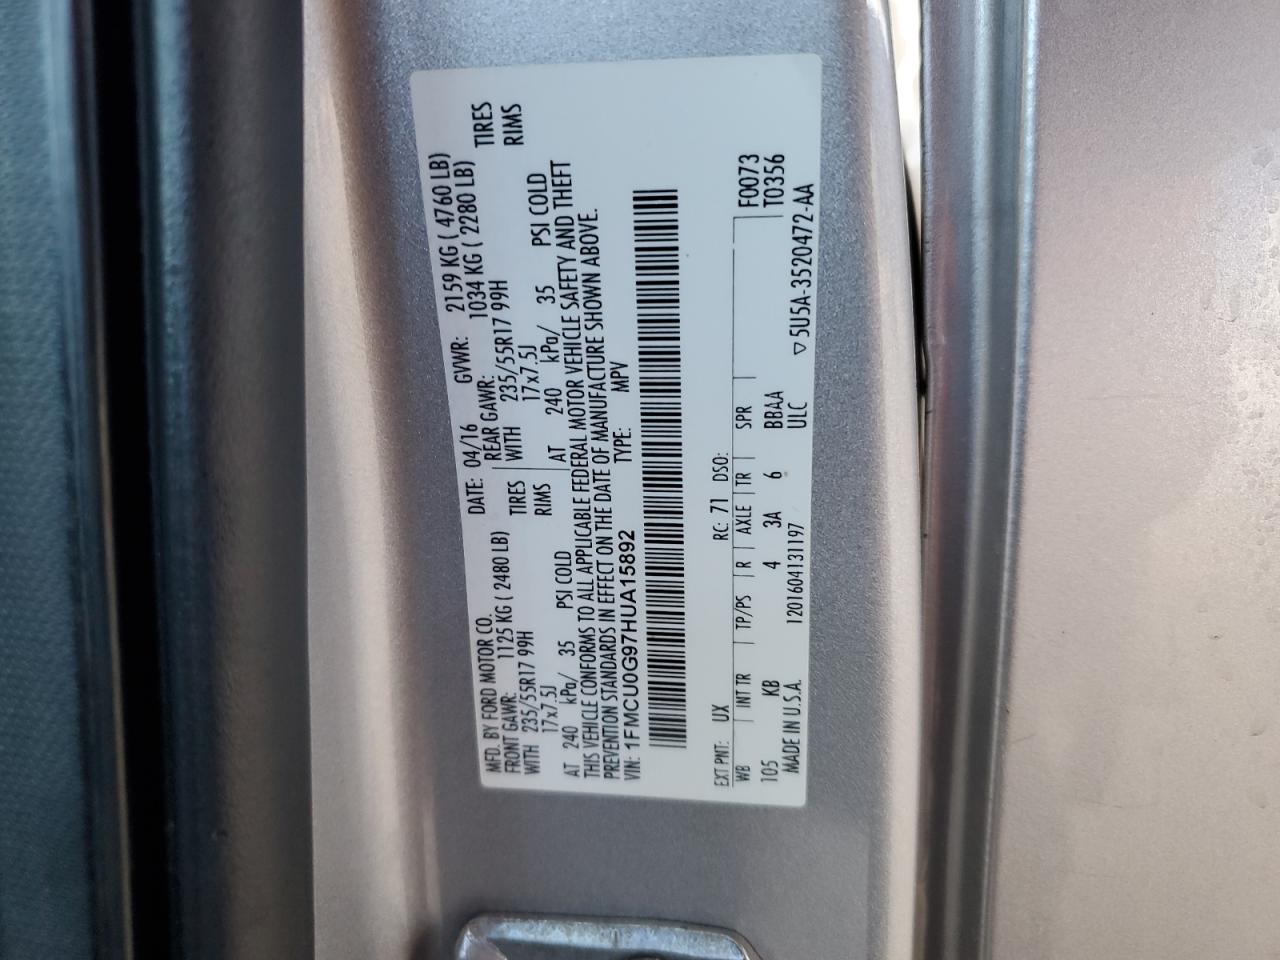 MFD. BY FORD MOTOR CO.
DATE: 04/16 GVWR: 2159 KG ( 4760 LB)
FRONT GAWR: 1125 KG ( 2480 LB) REAR GAWR: 1034 KG ( 2280 LB)
WITH 235/55R17 99H TIRES WITH 235/55R17 99H TIRES
17x7.5J RIMS 17x7.5J RIMS
AT 240 kPa/ 35 PSI COLD AT 240 kPa/ 35 PSI COLD
THIS VEHICLE CONFORMS TO ALL APPLICABLE FEDERAL MOTOR VEHICLE SAFETY AND THEFT
PREVENTION STANDARDS IN EFFECT ON THE DATE OF MANUFACTURE SHOWN ABOVE.
VIN: 1FMCU0G97HUA15892 TYPE: MPV
EXT PNT: UX RC: 71 DSO:
WB INT TR TP/PS R AXLE TR SPR F0073
105 KB 4 3A 6 BBAA T0356
MADE IN U.S.A. 1201604131197 ULC ▽5U5A-3520472-AA